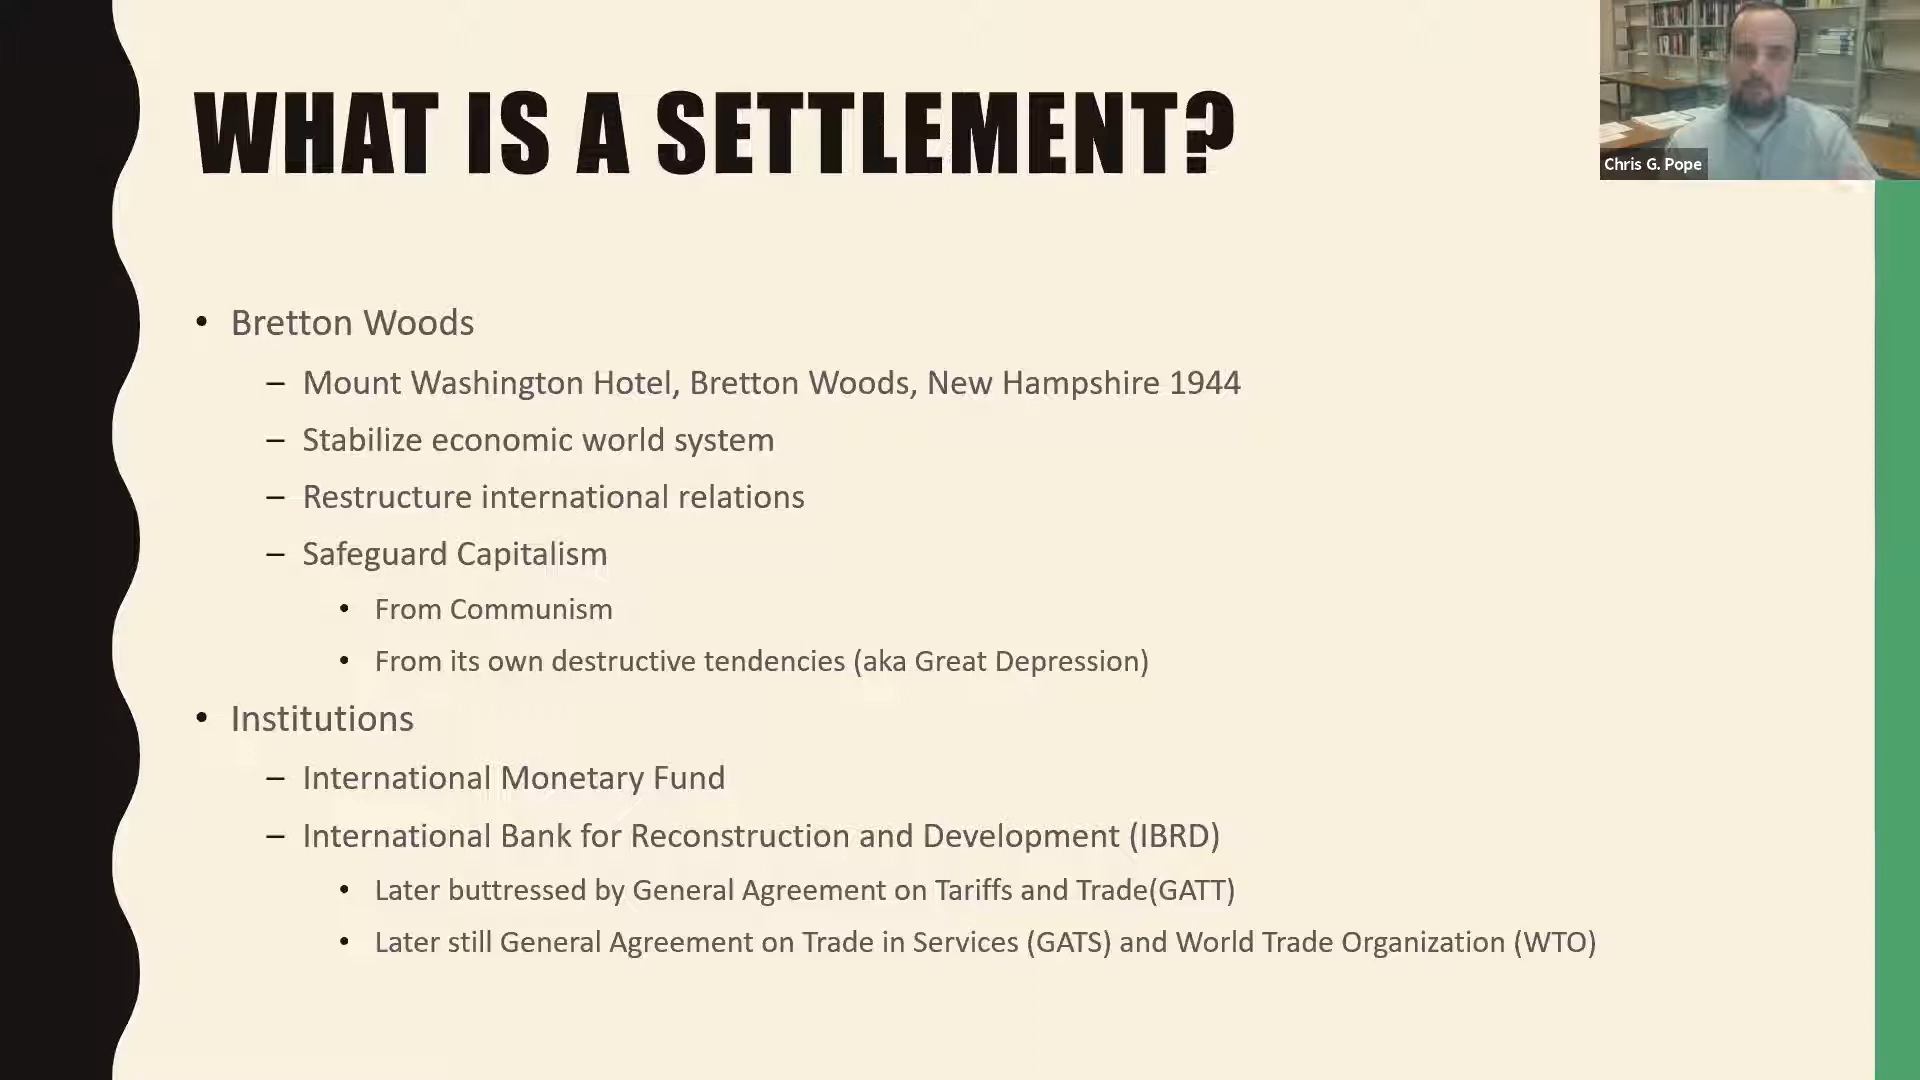 WHAT IS A SETTLEMENT?
Chris G. Pope
• Bretton Woods
– Mount Washington Hotel, Bretton Woods, New Hampshire 1944
– Stabilize economic world system
– Restructure international relations
– Safeguard Capitalism
• From Communism
• From its own destructive tendencies (aka Great Depression)
• Institutions
– International Monetary Fund
– International Bank for Reconstruction and Development (IBRD)
• Later buttressed by General Agreement on Tariffs and Trade(GATT)
• Later still General Agreement on Trade in Services (GATS) and World Trade Organization (WTO)